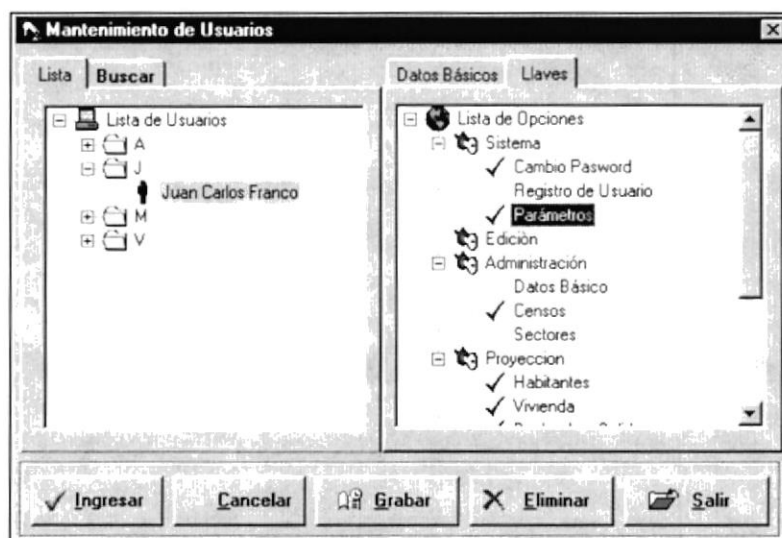 Mantenimiento de Usuarios
Lista Buscar
Lista de Usuarios
A
J
Juan Carlos Franco
M
V
Datos Básicos Llaves
Lista de Opciones
Sistema
Cambio Pasword
Registro de Usuario
Parámetros
Edición
Administración
Datos Básico
Censos
Sectores
Proyeccion
Habitantes
Vivienda
Ingresar Cancelar Grabar Eliminar Salir